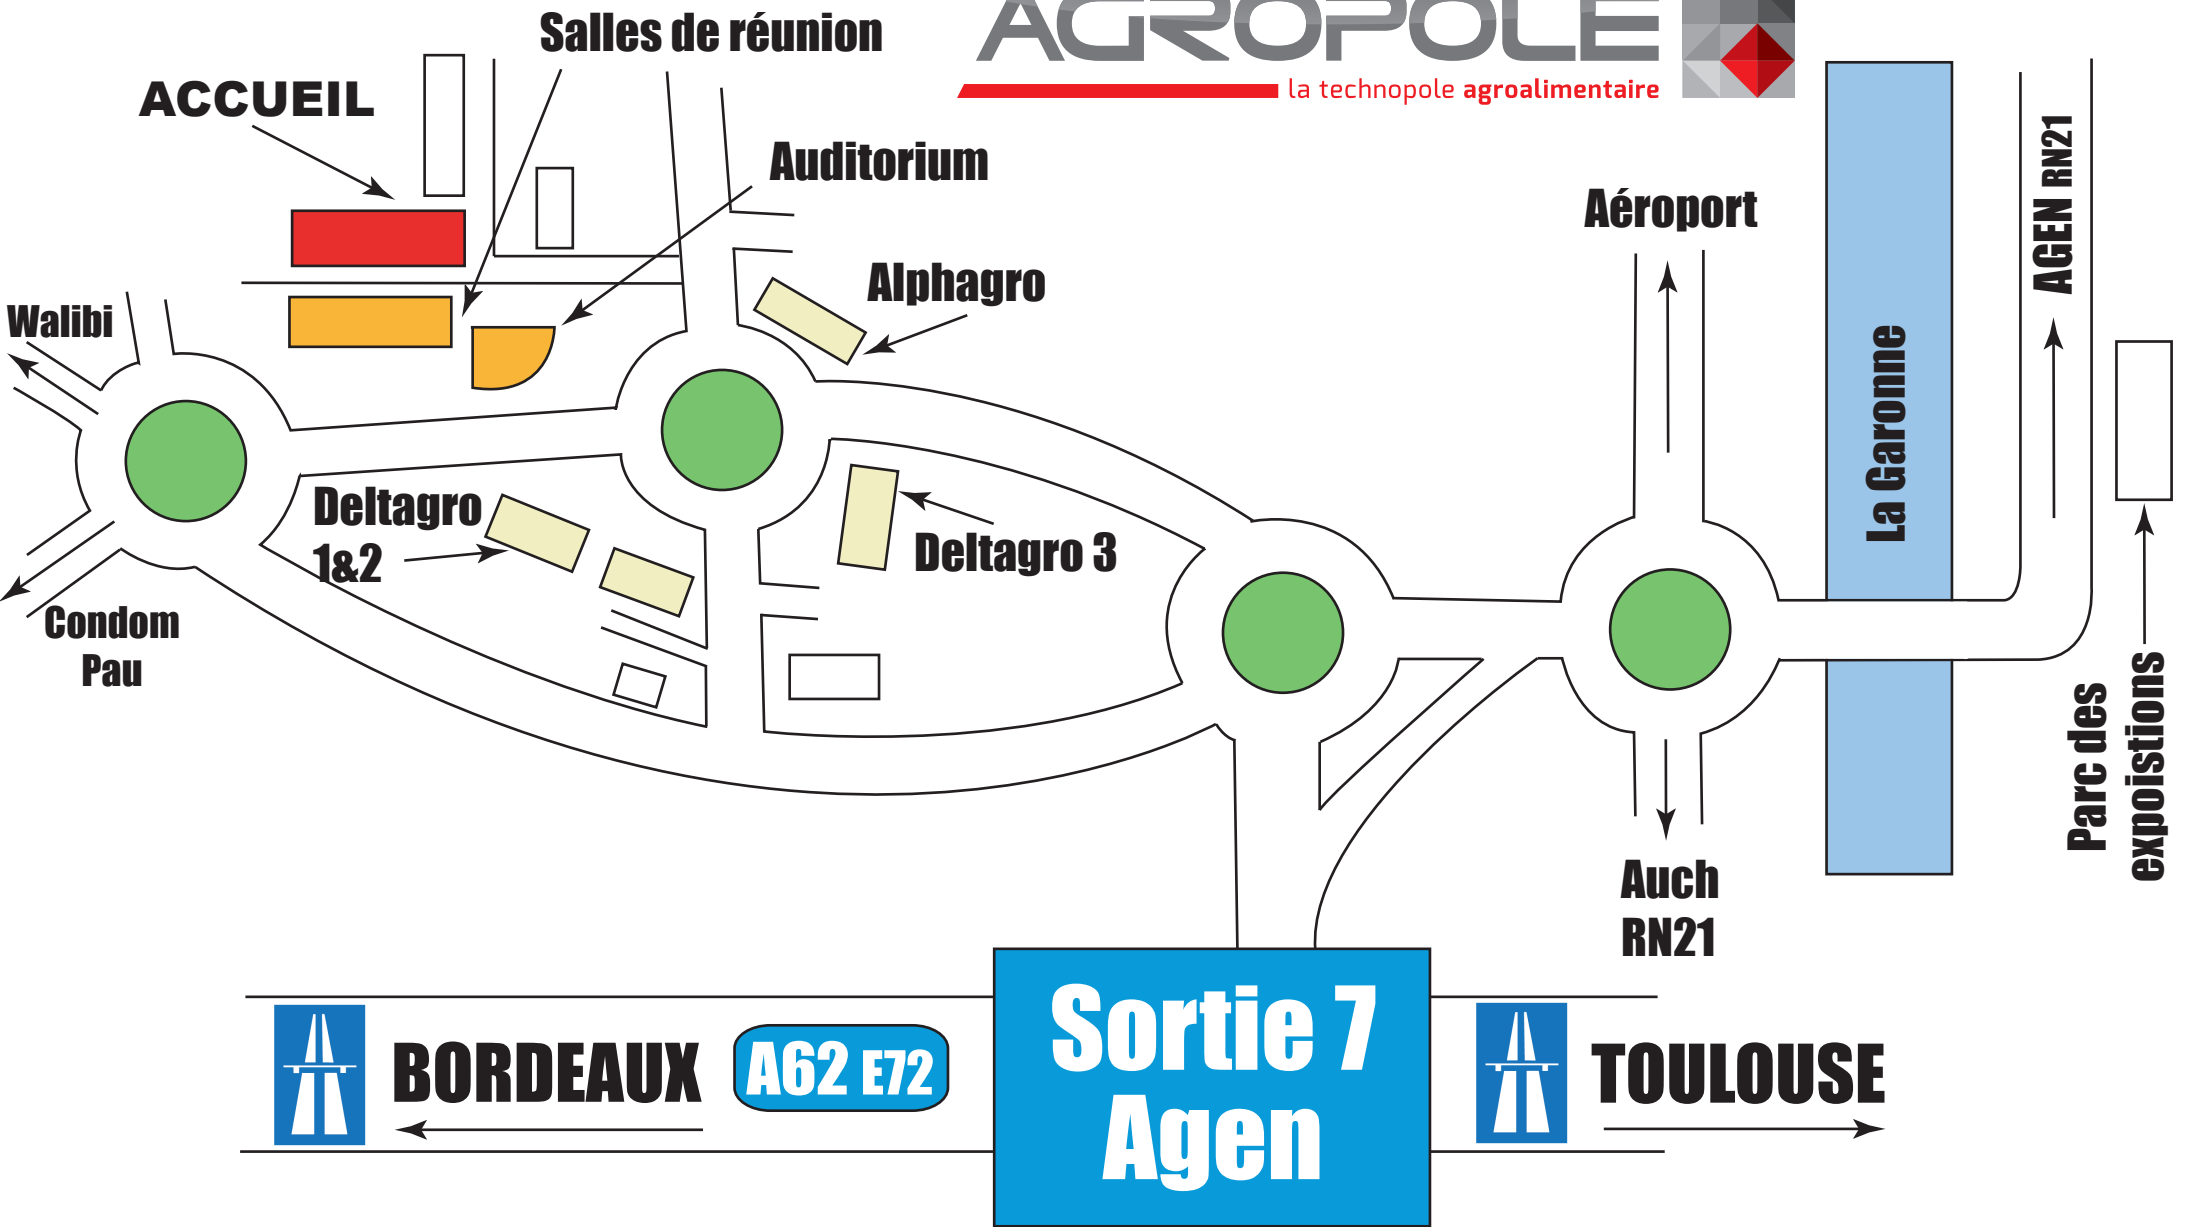 AGROPOLE
la technopole agroalimentaire
Salles de réunion
ACCUEIL
Auditorium
Alphagro
Aéroport
AGEN RN21
Walibi
La Garonne
Deltagro
1&2
Deltagro 3
Condom
Pau
Parc des
expoistions
Auch
RN21
Sortie 7
Agen
BORDEAUX
A62 E72
TOULOUSE